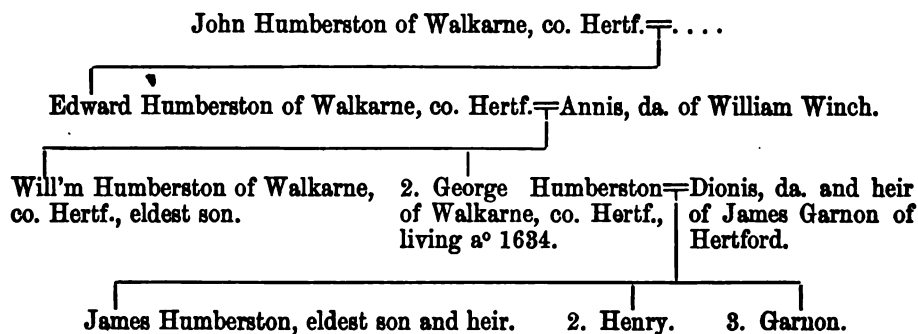 John Humberston of Walkarne, co. Hertf.=....
Edward Humberston of Walkarne, co. Hertf.=Annis, da. of William Winch.
Will'm Humberston of Walkarne,
co. Hertf., eldest son.
2. George Humberston=
of Walkarne, co. Hertf.,
living aº 1634.
Dionis, da. and heir
of James Garnon of
Hertford.
James Humberston, eldest son and heir. 2. Henry. 3. Garnon.